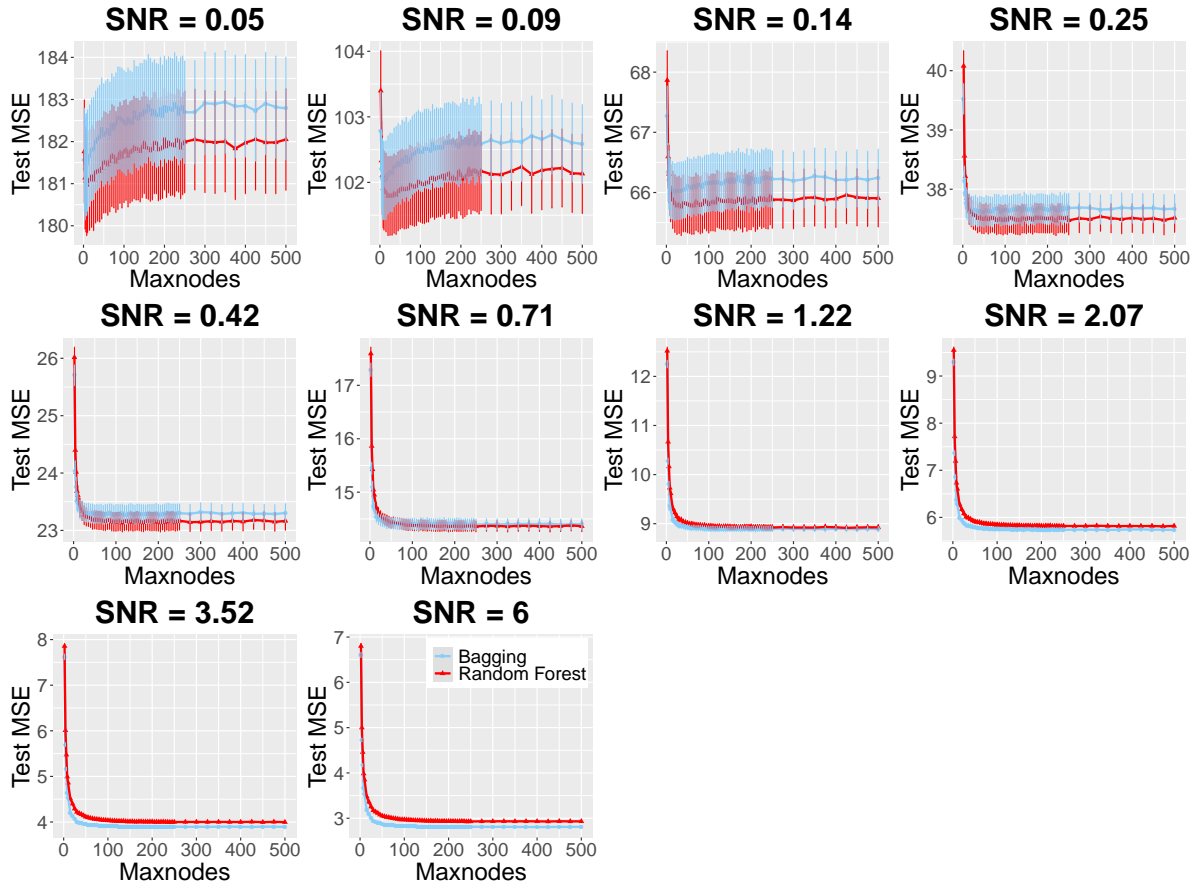 SNR = 0.05
SNR = 0.09
SNR = 0.14
SNR = 0.25
Test MSE
184
183
182
181
180
0 100 200 300 400 500
Maxnodes
Test MSE
104
103
102
0 100 200 300 400 500
Maxnodes
Test MSE
68
67
66
0 100 200 300 400 500
Maxnodes
Test MSE
40
39
38
0 100 200 300 400 500
Maxnodes
SNR = 0.42
SNR = 0.71
SNR = 1.22
SNR = 2.07
Test MSE
26
25
24
23
0 100 200 300 400 500
Maxnodes
Test MSE
17
16
15
0 100 200 300 400 500
Maxnodes
Test MSE
12
11
10
9
0 100 200 300 400 500
Maxnodes
Test MSE
9
8
7
6
0 100 200 300 400 500
Maxnodes
SNR = 3.52
SNR = 6
Test MSE
8
7
6
5
4
0 100 200 300 400 500
Maxnodes
Test MSE
7
6
5
4
3
0 100 200 300 400 500
Maxnodes
Bagging
Random Forest